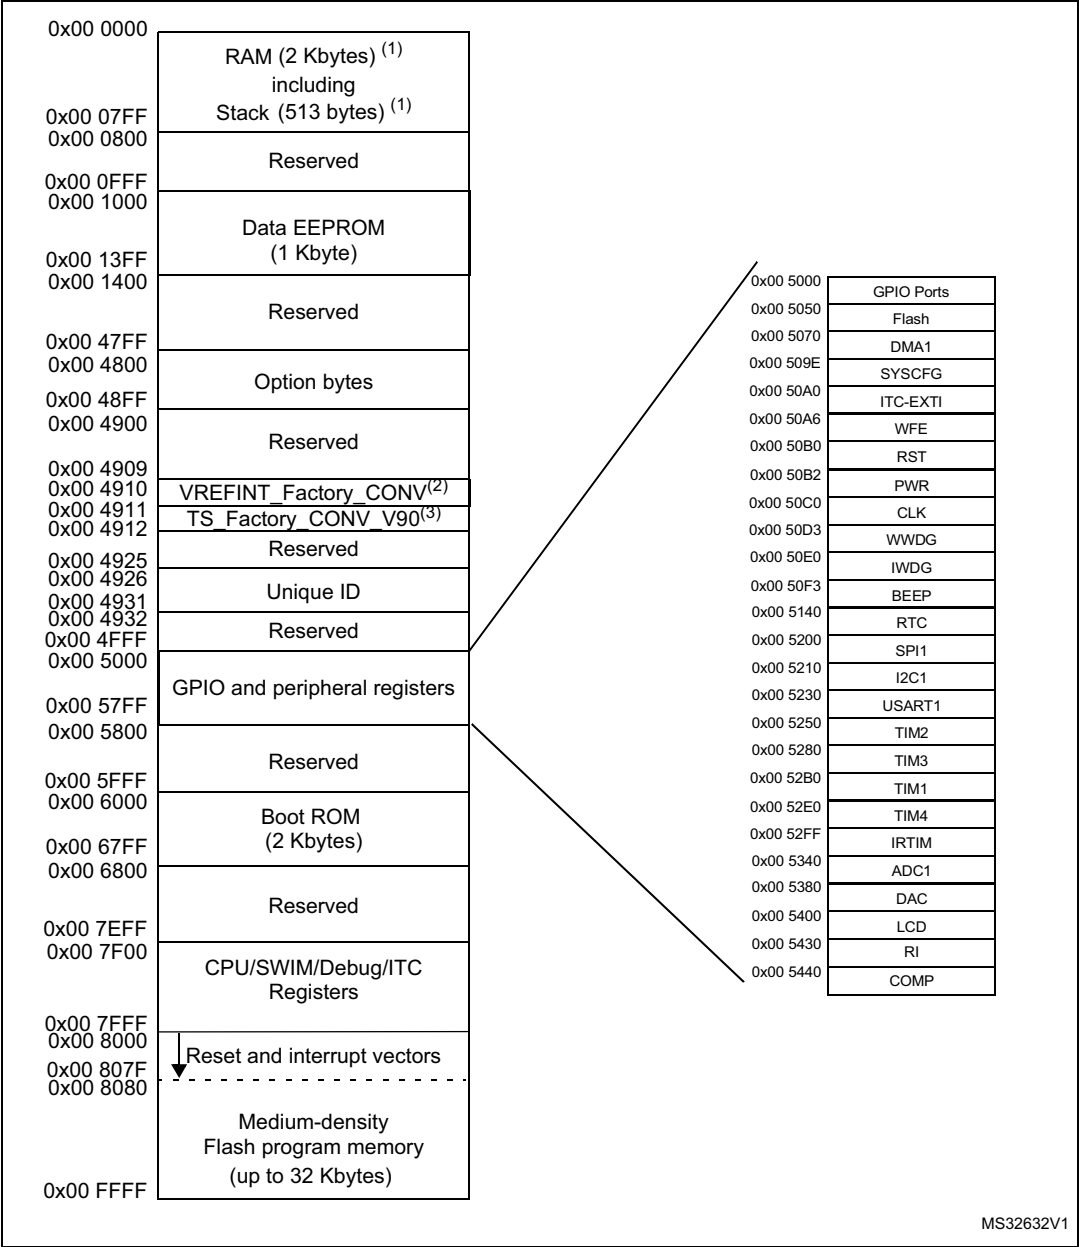 0x00 0000
RAM (2 Kbytes) (1)
including
Stack (513 bytes) (1)
0x00 07FF
0x00 0800
Reserved
0x00 0FFF
0x00 1000
Data EEPROM
(1 Kbyte)
0x00 13FF
0x00 1400
Reserved
0x00 47FF
0x00 4800
Option bytes
0x00 48FF
0x00 4900
Reserved
0x00 4909
0x00 4910
VREFINT_Factory_CONV(2)
0x00 4911
TS_Factory_CONV_V90(3)
0x00 4912
Reserved
0x00 4925
0x00 4926
Unique ID
0x00 4931
0x00 4932
Reserved
0x00 4FFF
0x00 5000
GPIO and peripheral registers
0x00 57FF
0x00 5800
Reserved
0x00 5FFF
0x00 6000
Boot ROM
(2 Kbytes)
0x00 67FF
0x00 6800
Reserved
0x00 7EFF
0x00 7F00
CPU/SWIM/Debug/ITC
Registers
0x00 7FFF
0x00 8000
Reset and interrupt vectors
0x00 807F
0x00 8080
Medium-density
Flash program memory
(up to 32 Kbytes)
0x00 FFFF
0x00 5000
GPIO Ports
0x00 5050
Flash
0x00 5070
DMA1
0x00 509E
SYSCFG
0x00 50A0
ITC-EXTI
0x00 50A6
WFE
0x00 50B0
RST
0x00 50B2
PWR
0x00 50C0
CLK
0x00 50D3
WWDG
0x00 50E0
IWDG
0x00 50F3
BEEP
0x00 5140
RTC
0x00 5200
SPI1
0x00 5210
I2C1
0x00 5230
USART1
0x00 5250
TIM2
0x00 5280
TIM3
0x00 52B0
TIM1
0x00 52E0
TIM4
0x00 52FF
IRTIM
0x00 5340
ADC1
0x00 5380
DAC
0x00 5400
LCD
0x00 5430
RI
0x00 5440
COMP
MS32632V1